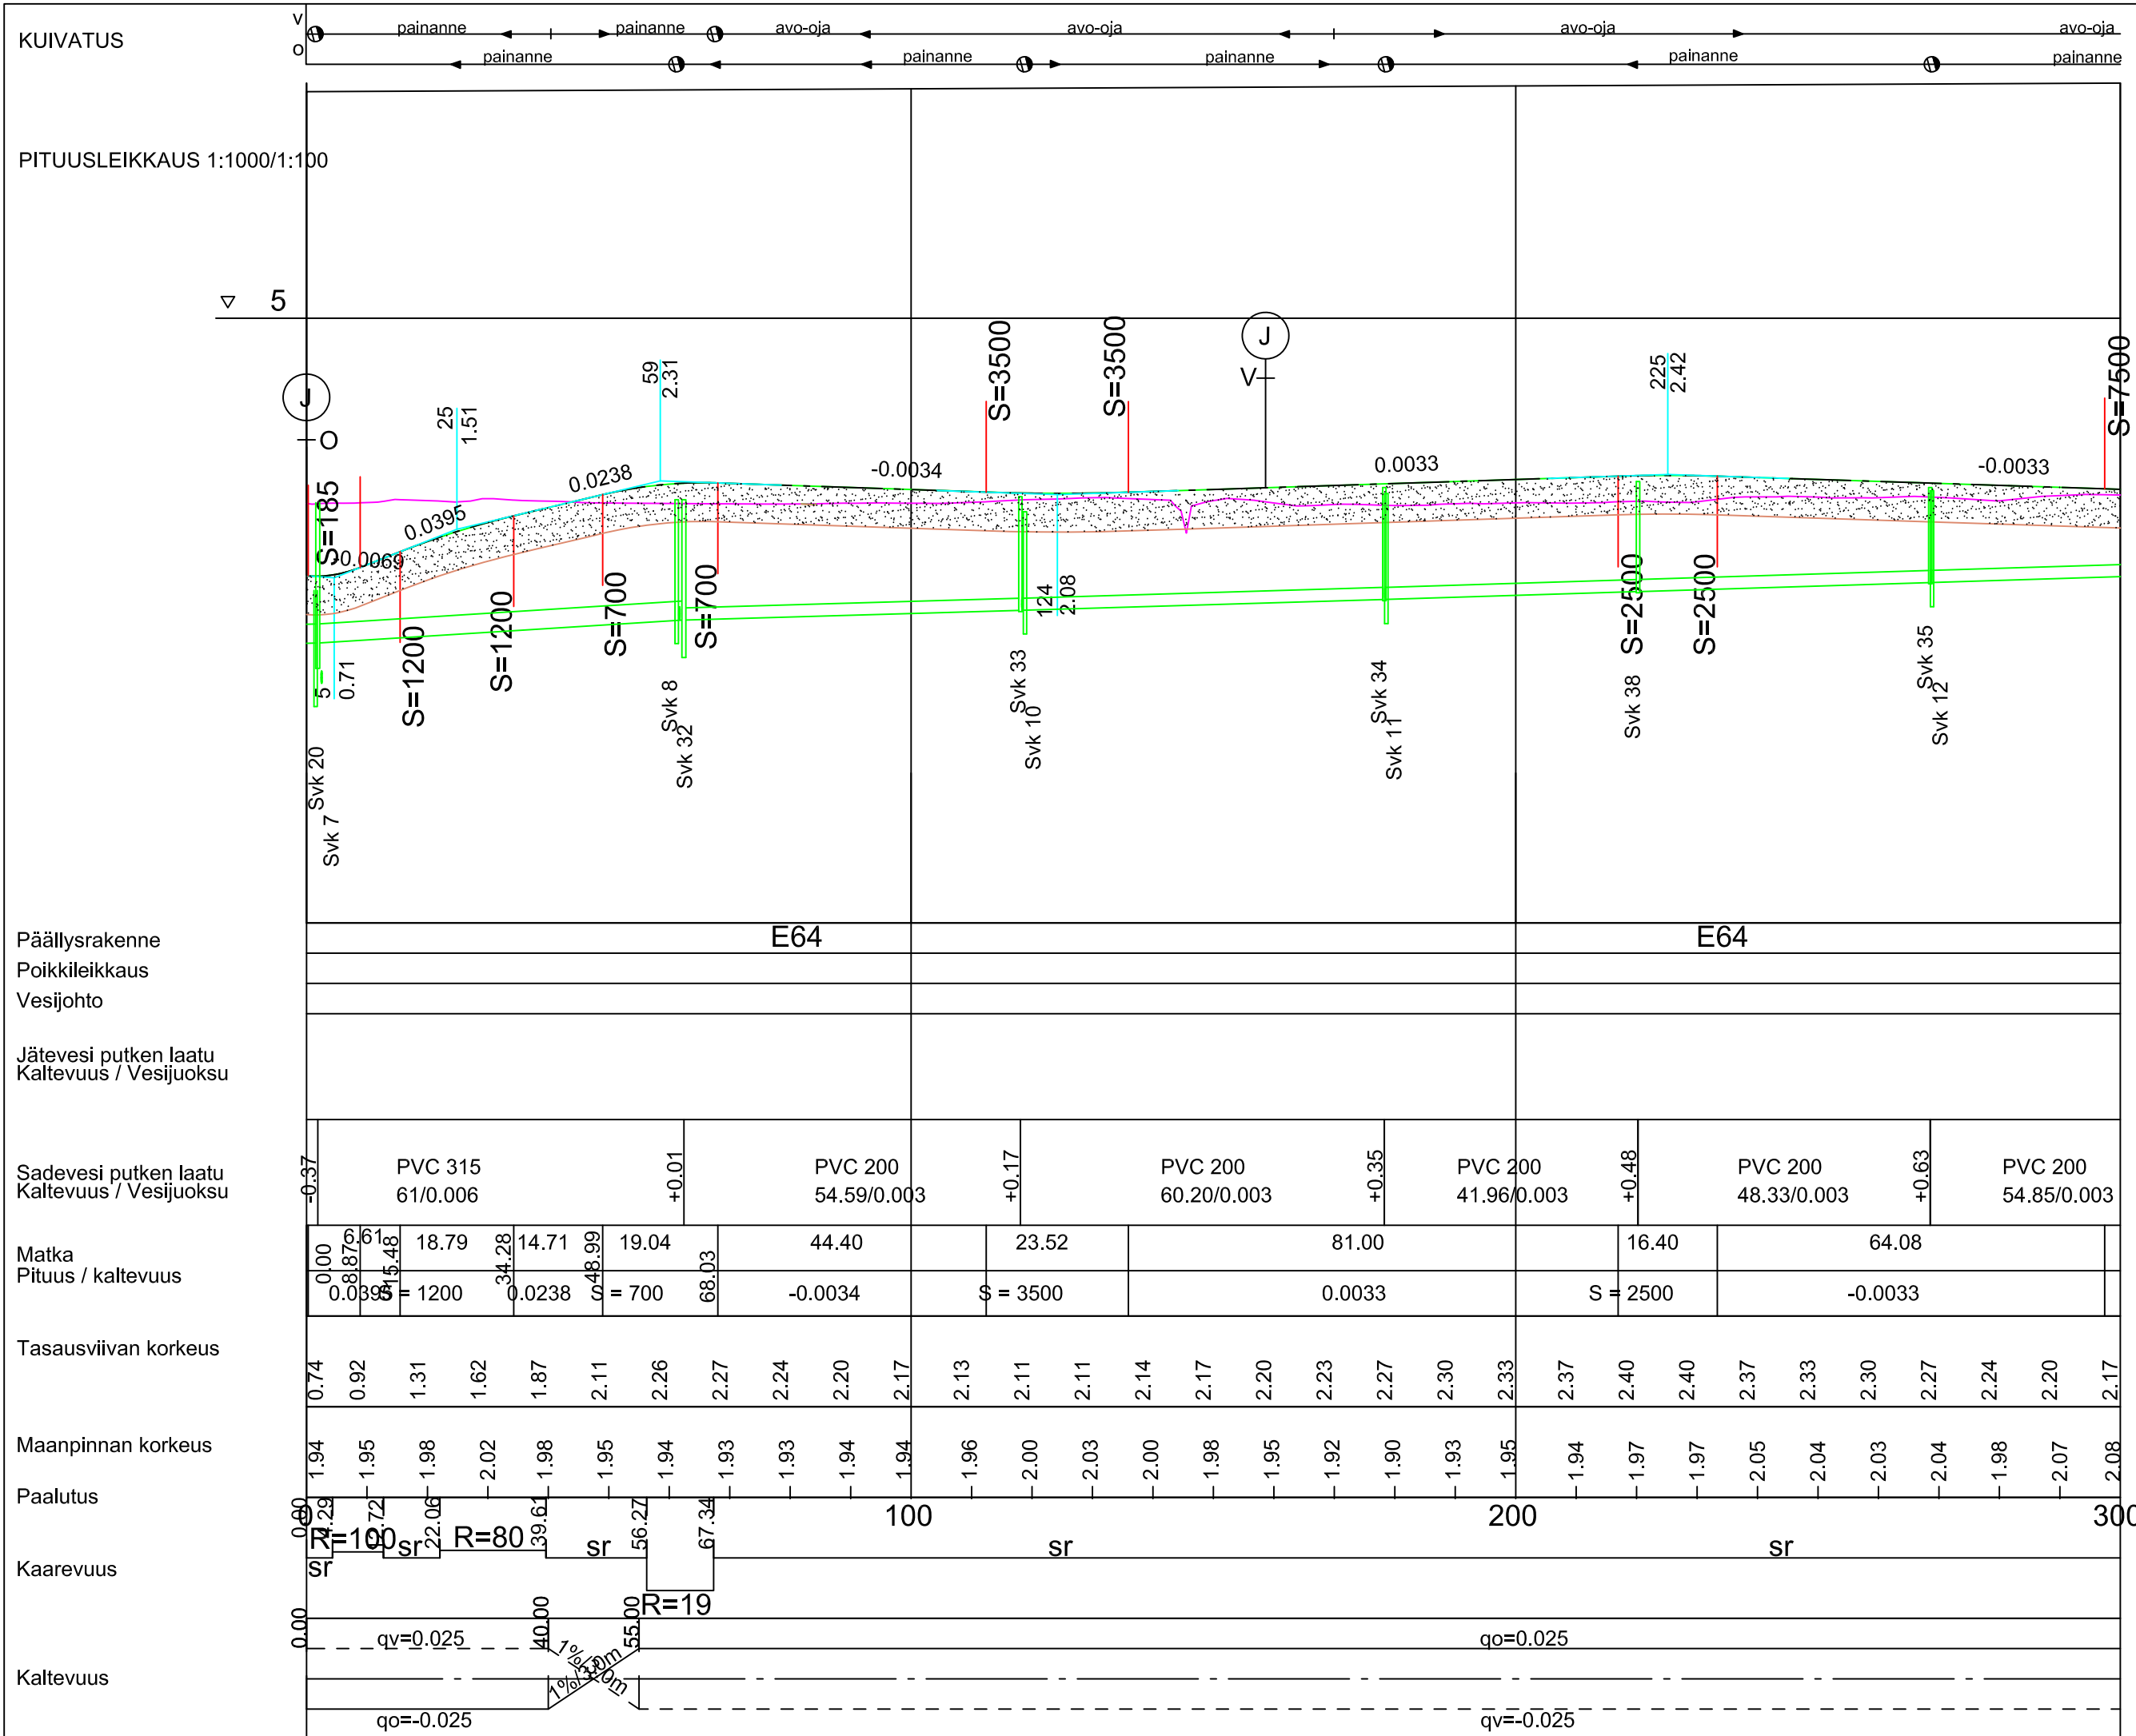 KUIVATUS
v
o
painanne
painanne
avo-oja
avo-oja
avo-oja
avo-oja
painanne
painanne
painanne
painanne
painanne
PITUUSLEIKKAUS 1:1000/1:100
5
J
O
J
V
S=185
-0.0069
0.0395
0.0238
-0.0034
0.0033
-0.0033
25
1.51
59
2.31
225
2.42
124
2.08
5
0.71
S=1200
S=1200
S=700
S=700
S=3500
S=3500
S=2500
S=2500
S=7500
Svk 20
Svk 7
Svk 8
Svk 32
Svk 33
Svk 10
Svk 34
Svk 11
Svk 38
Svk 35
Svk 12
Päällysrakenne
E64
E64
Poikkileikkaus
Vesijohto
Jätevesi putken laatu
Kaltevuus / Vesijuoksu
Sadevesi putken laatu
Kaltevuus / Vesijuoksu
-0.37
PVC 315
61/0.006
+0.01
PVC 200
54.59/0.003
+0.17
PVC 200
60.20/0.003
+0.35
PVC 200
41.96/0.003
+0.48
PVC 200
48.33/0.003
+0.63
PVC 200
54.85/0.003
Matka
Pituus / kaltevuus
0.00
8.87
6.61
15.48
18.79
34.28
14.71
48.99
19.04
68.03
44.40
23.52
81.00
16.40
64.08
0.0395
S = 1200
0.0238
S = 700
-0.0034
S = 3500
0.0033
S = 2500
-0.0033
Tasausviivan korkeus
0.74 0.92 1.31 1.62 1.87 2.11 2.26 2.27 2.24 2.20 2.17 2.13 2.11 2.11 2.14 2.17 2.20 2.23 2.27 2.30 2.33 2.37 2.40 2.40 2.37 2.33 2.30 2.27 2.24 2.20 2.17
Maanpinnan korkeus
1.94 1.95 1.98 2.02 1.98 1.95 1.94 1.93 1.93 1.94 1.94 1.96 2.00 2.03 2.00 1.98 1.95 1.92 1.90 1.93 1.95 1.94 1.97 1.97 2.05 2.04 2.03 2.04 1.98 2.07 2.08
Paalutus
0
100
200
300
Kaarevuus
0.00
4.29
22.06
39.61
56.27
67.34
R=100
sr
sr
R=80
sr
R=19
sr
sr
Kaltevuus
0.00
40.00
55.00
qv=0.025
qo=-0.025
1%/3.0m
qo=0.025
qv=-0.025